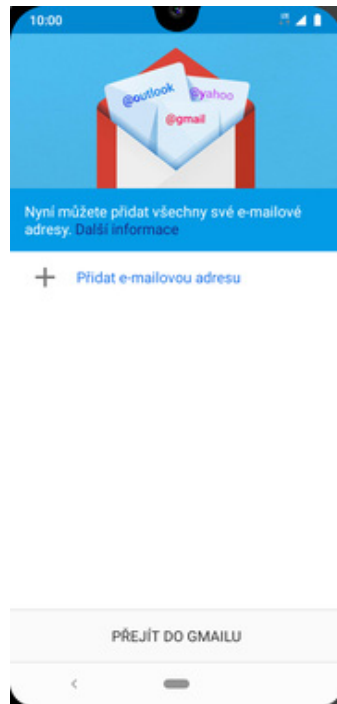 10:00
@outlook
@yahoo
@gmail
Nyní můžete přidat všechny své e-mailové
adresy. Další informace
Přidat e-mailovou adresu
PŘEJÍT DO GMAILU